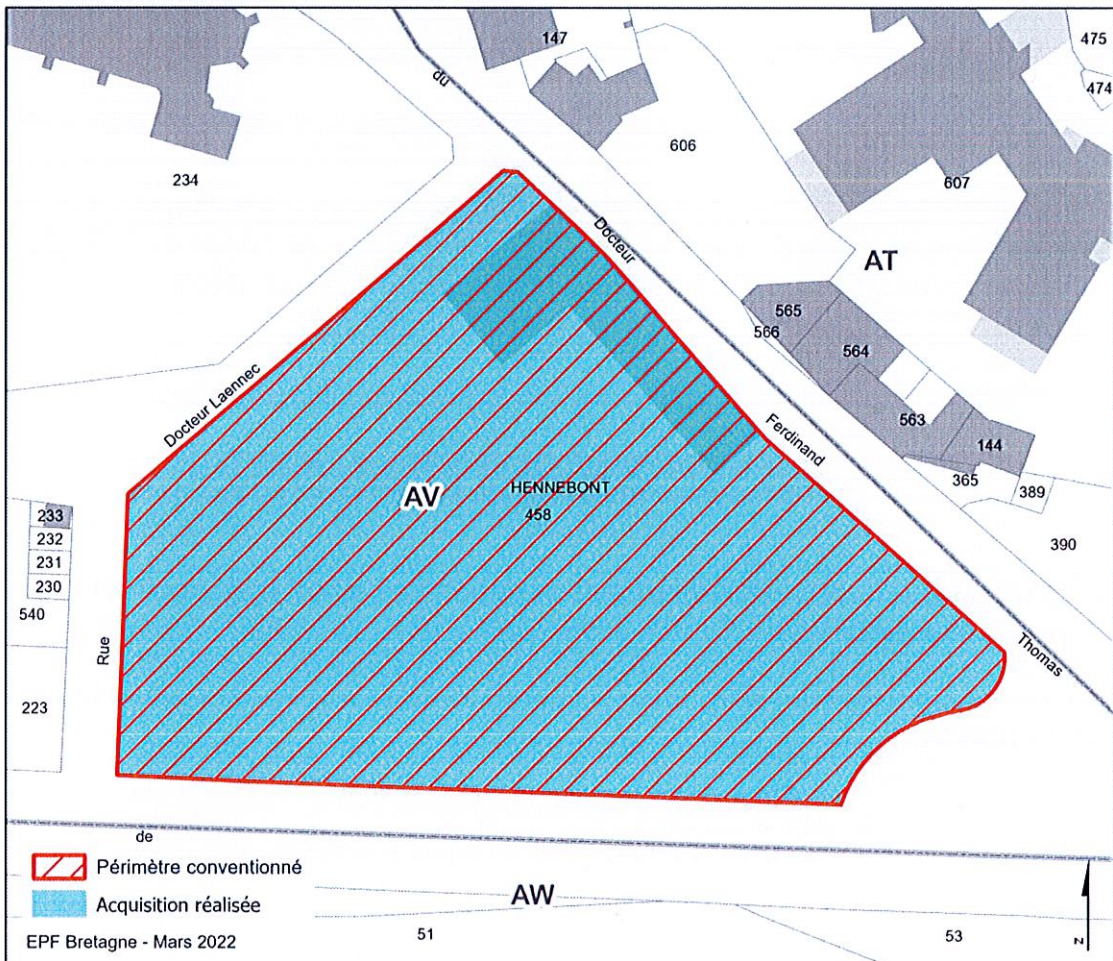 147
475
474
du
234
606
607
Docteur
AT
565
566
564
563
144
365
389
390
Ferdinand
Docteur Laennec
AV
HENNEBONT
458
233
232
231
230
540
223
Rue
Thomas
de
Périmètre conventionné
Acquisition réalisée
EPF Bretagne - Mars 2022
AW
51
53
N